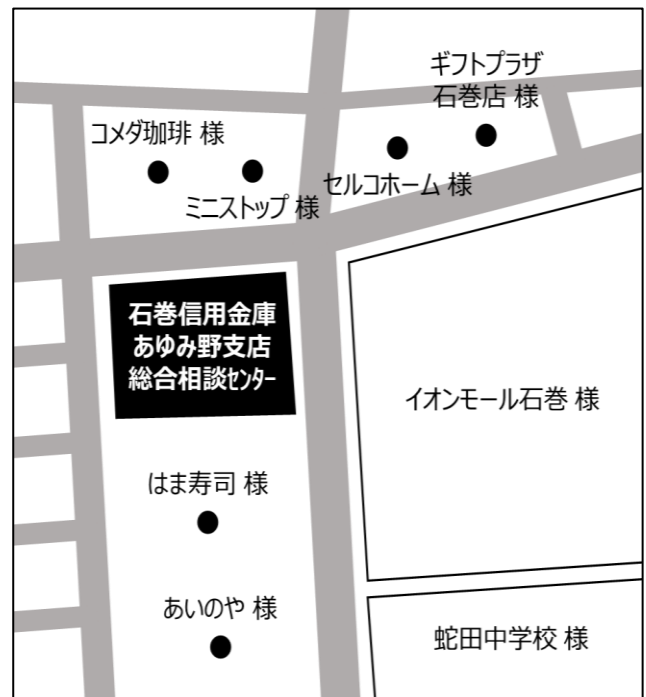 ギフトプラザ
石巻店 様
コメダ珈琲 様
セルコホーム 様
ミニストップ 様
石巻信用金庫
あゆみ野支店
総合相談ｾﾝﾀｰ
イオンモール石巻 様
はま寿司 様
あいのや 様
蛇田中学校 様